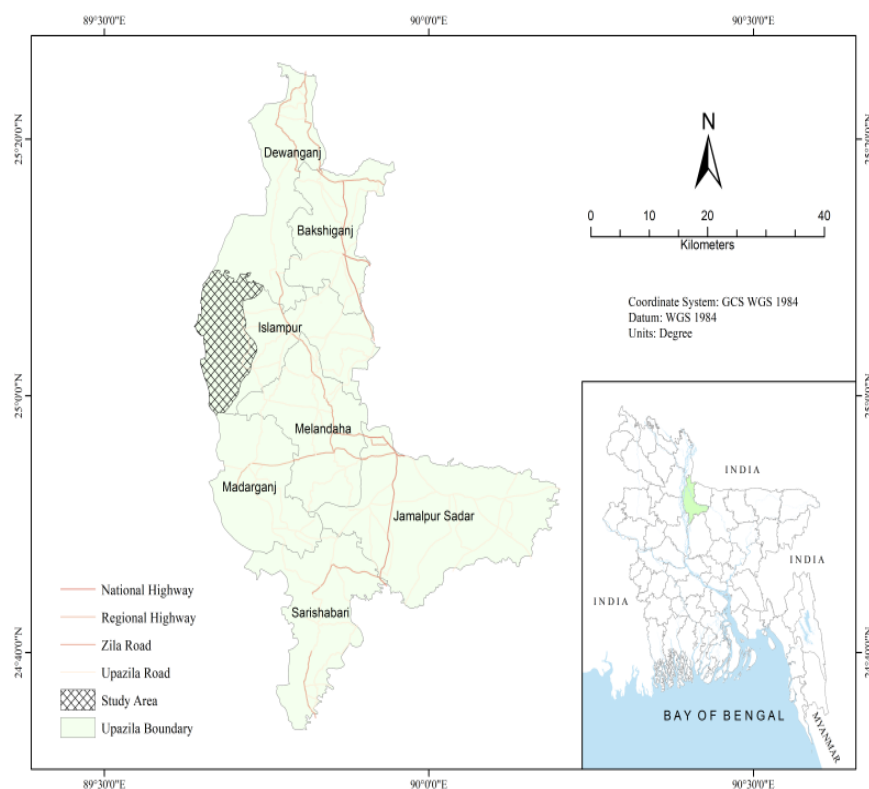 89°30'0"E
90°0'0"E
90°30'0"E
25°20'0"N
25°0'0"N
24°40'0"N
Dewanganj
Bakshiganj
Islampur
Melandaha
Madarganj
Jamalpur Sadar
Sarishabari
N
0 10 20 40
Kilometers
Coordinate System: GCS WGS 1984
Datum: WGS 1984
Units: Degree
National Highway
Regional Highway
Zila Road
Upazila Road
Study Area
Upazila Boundary
INDIA
INDIA
INDIA
BAY OF BENGAL
MYANMAR
89°30'0"E
90°0'0"E
90°30'0"E